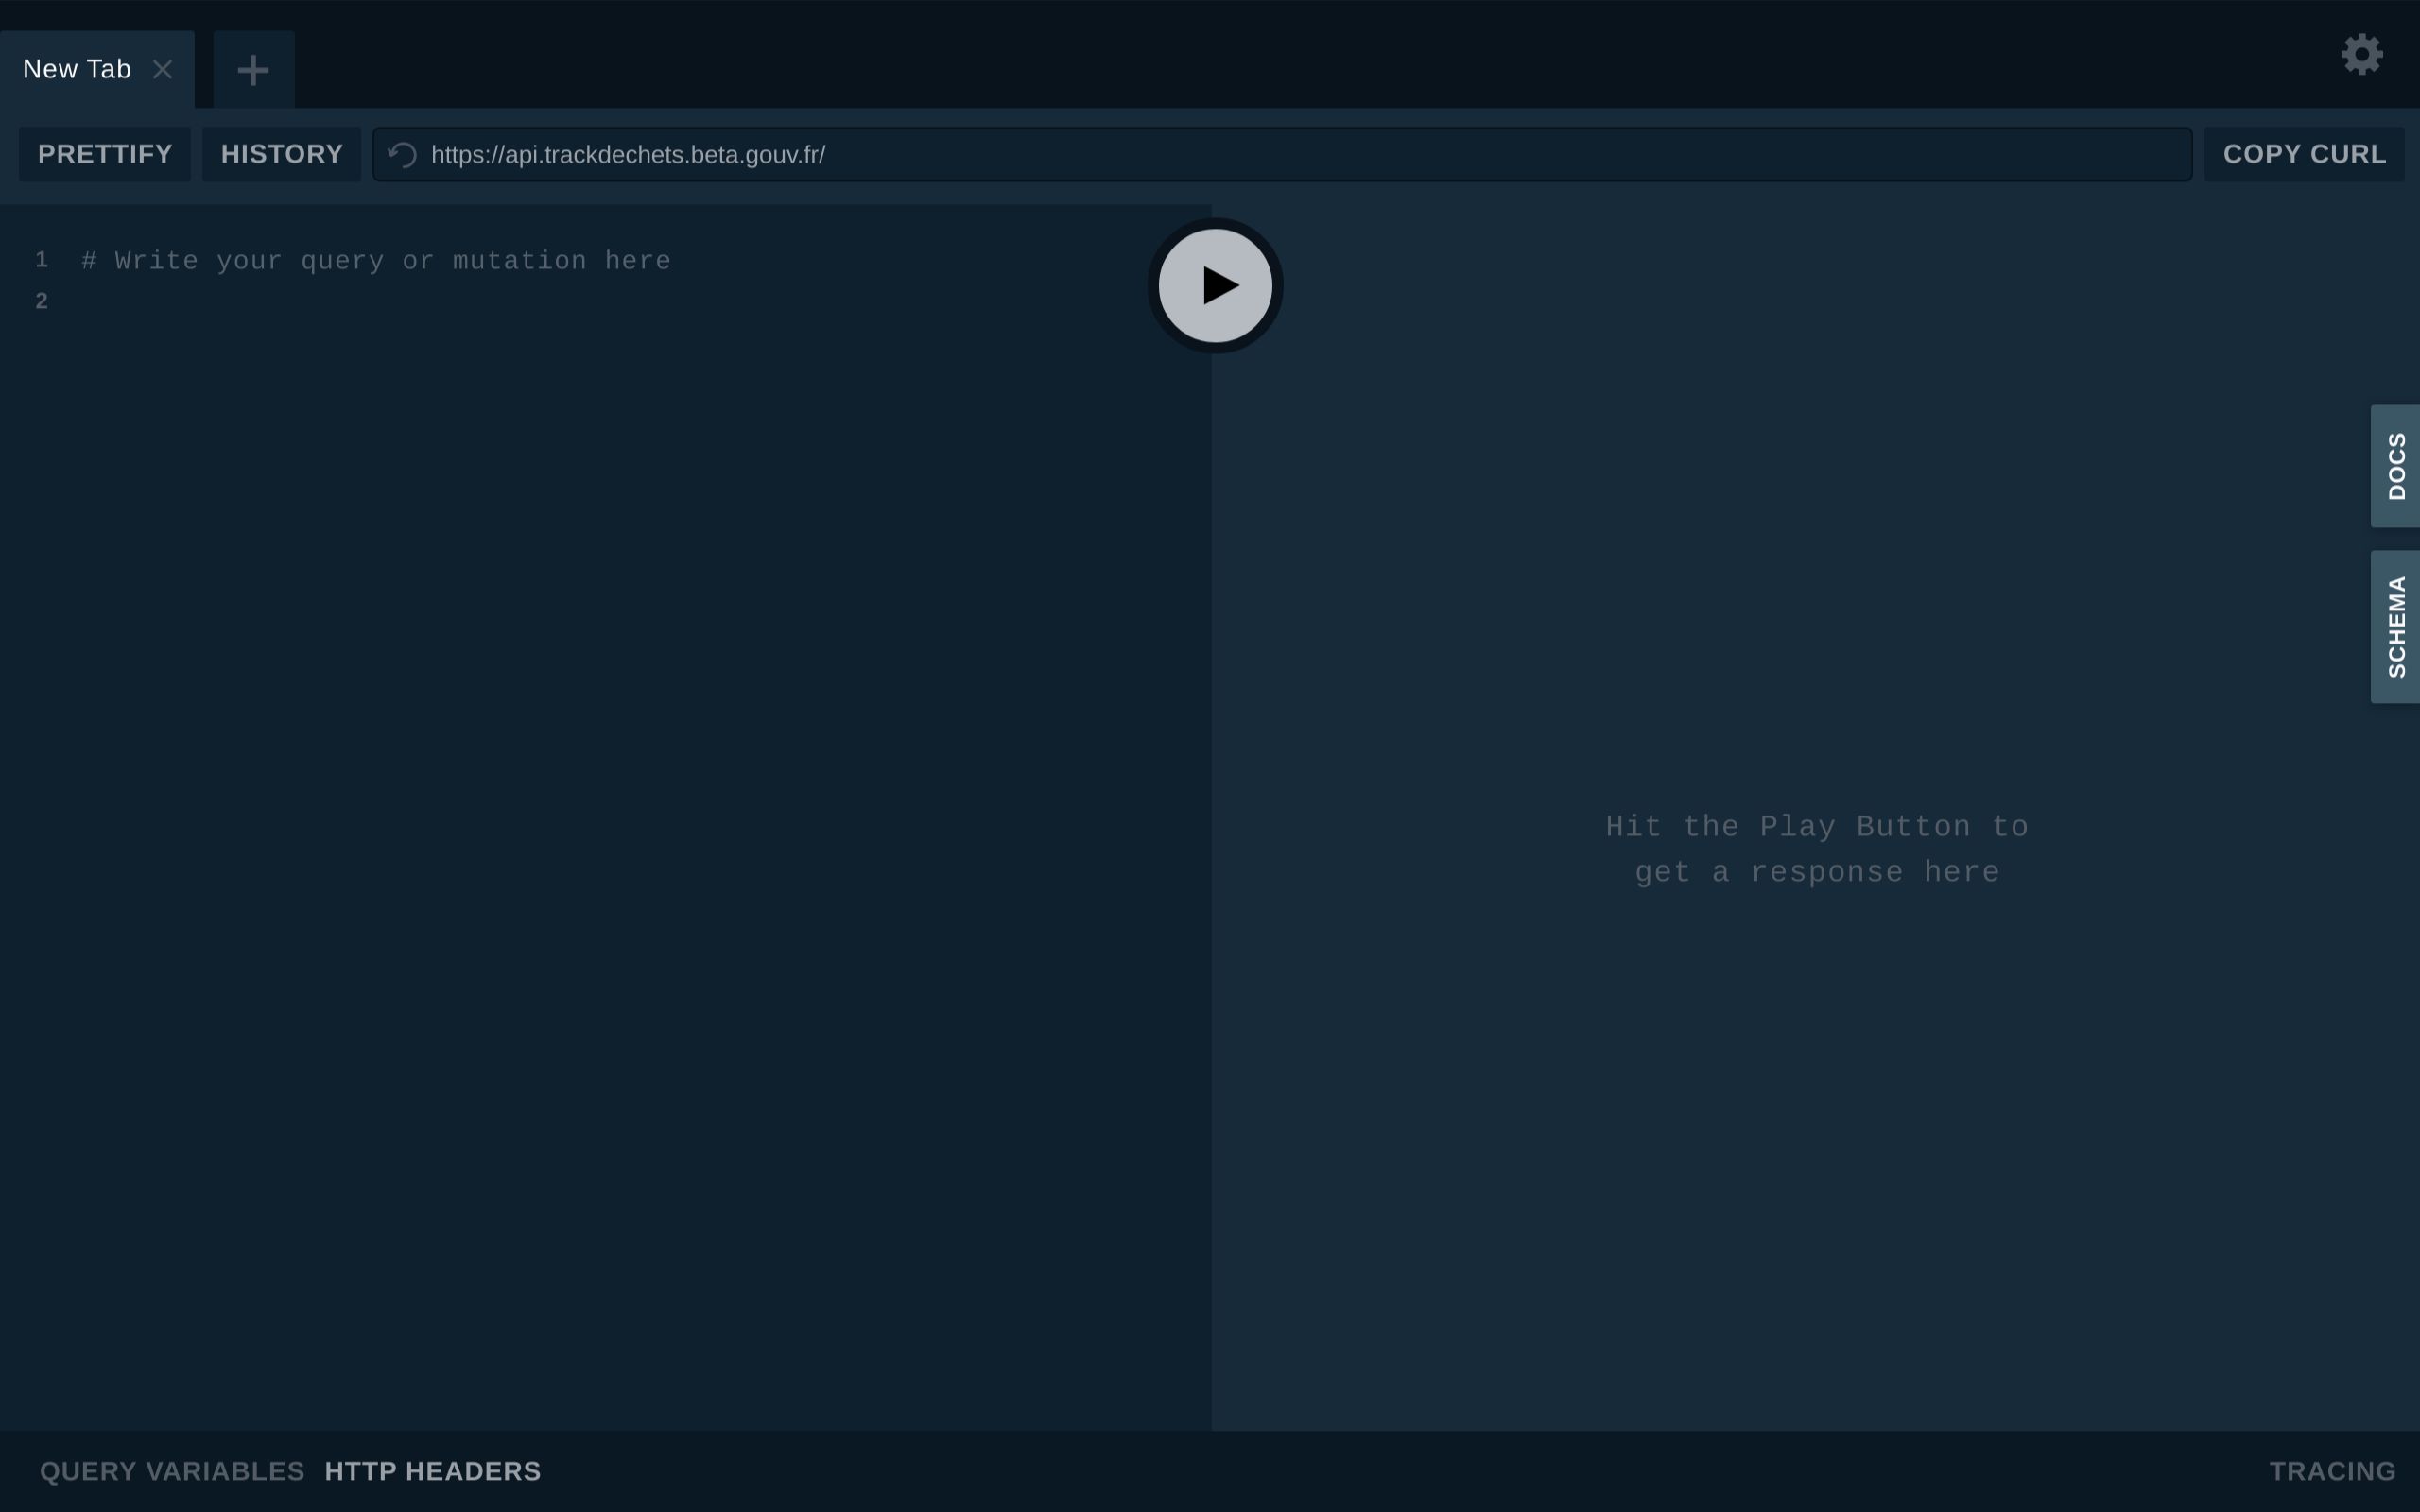 New Tab
PRETTIFY HISTORY https://api.trackdechets.beta.gouv.fr/ COPY CURL
1 # Write your query or mutation here
2
DOCS
SCHEMA
Hit the Play Button to
get a response here
QUERY VARIABLES HTTP HEADERS TRACING